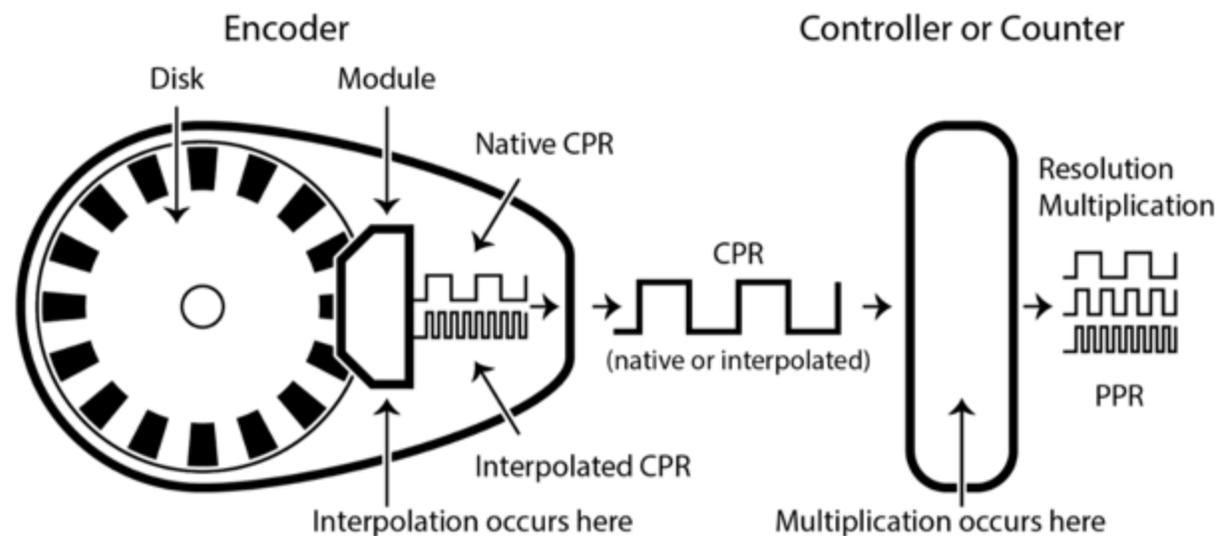 Encoder
Controller or Counter
Disk
Module
Native CPR
Resolution
Multiplication
CPR
(native or interpolated)
PPR
Interpolated CPR
Interpolation occurs here
Multiplication occurs here